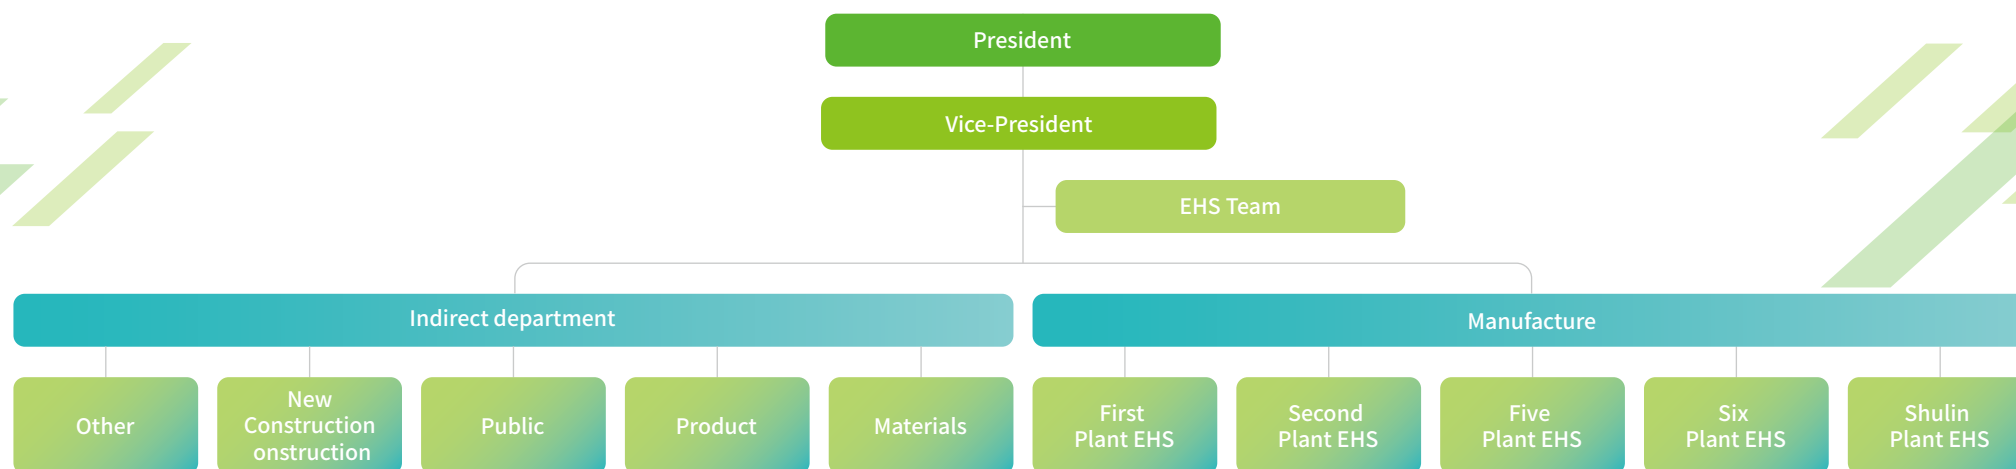 President
Vice-President
EHS Team
Indirect department
Manufacture
Other
New
Construction
onstruction
Public
Product
Materials
First
Plant EHS
Second
Plant EHS
Five
Plant EHS
Six
Plant EHS
Shulin
Plant EHS